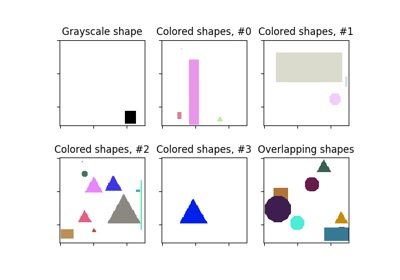 Grayscale shape
Colored shapes, #0
Colored shapes, #1
Colored shapes, #2
Colored shapes, #3
Overlapping shapes